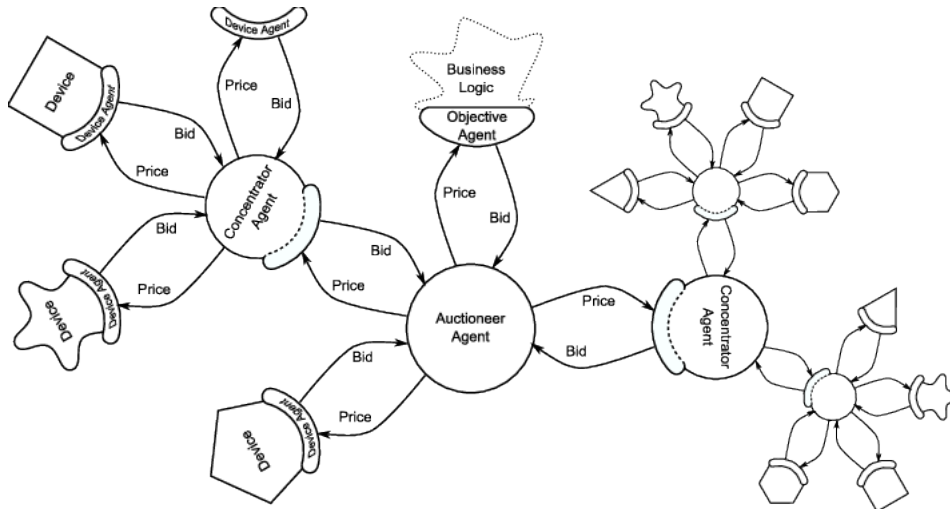 Device Agent
Price
Bid
Device
Device Agent
Bid
Price
Concentrator
Agent
Bid
Price
Device Agent
Device
Bid
Price
Business
Logic
Objective
Agent
Price
Bid
Auctioneer
Agent
Price
Bid
Concentrator
Agent
Bid
Price
Device Agent
Device